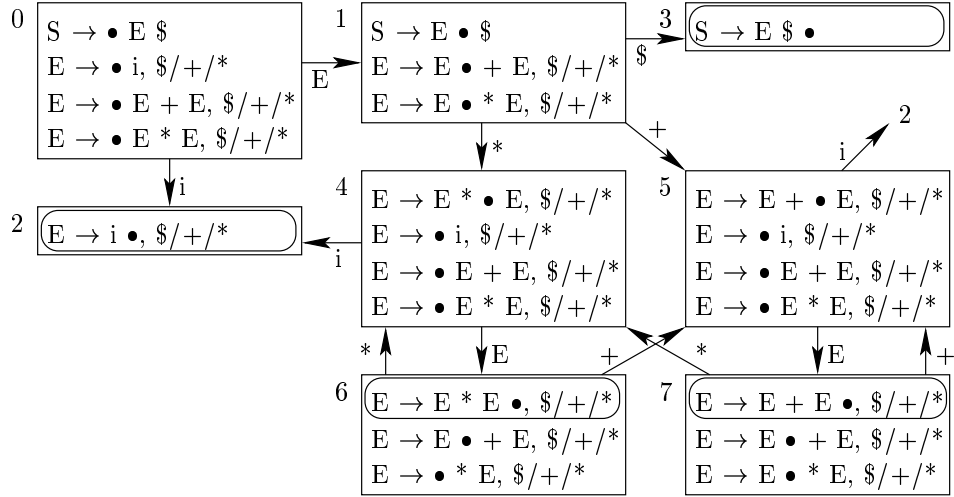 0
S → • E $
E → • i, $/+/*
E → • E + E, $/+/*
E → • E * E, $/+/*
E
1
S → E • $
E → E • + E, $/+/*
E → E • * E, $/+/*
$
3
S → E $ •
i
*
+
i
2
2
E → i •, $/+/*
i
4
E → E * • E, $/+/*
E → • i, $/+/*
E → • E + E, $/+/*
E → • E * E, $/+/*
5
E → E + • E, $/+/*
E → • i, $/+/*
E → • E + E, $/+/*
E → • E * E, $/+/*
*
E
+
*
E
+
6
E → E * E •, $/+/*
E → E • + E, $/+/*
E → • * E, $/+/*
7
E → E + E •, $/+/*
E → E • + E, $/+/*
E → E • * E, $/+/*